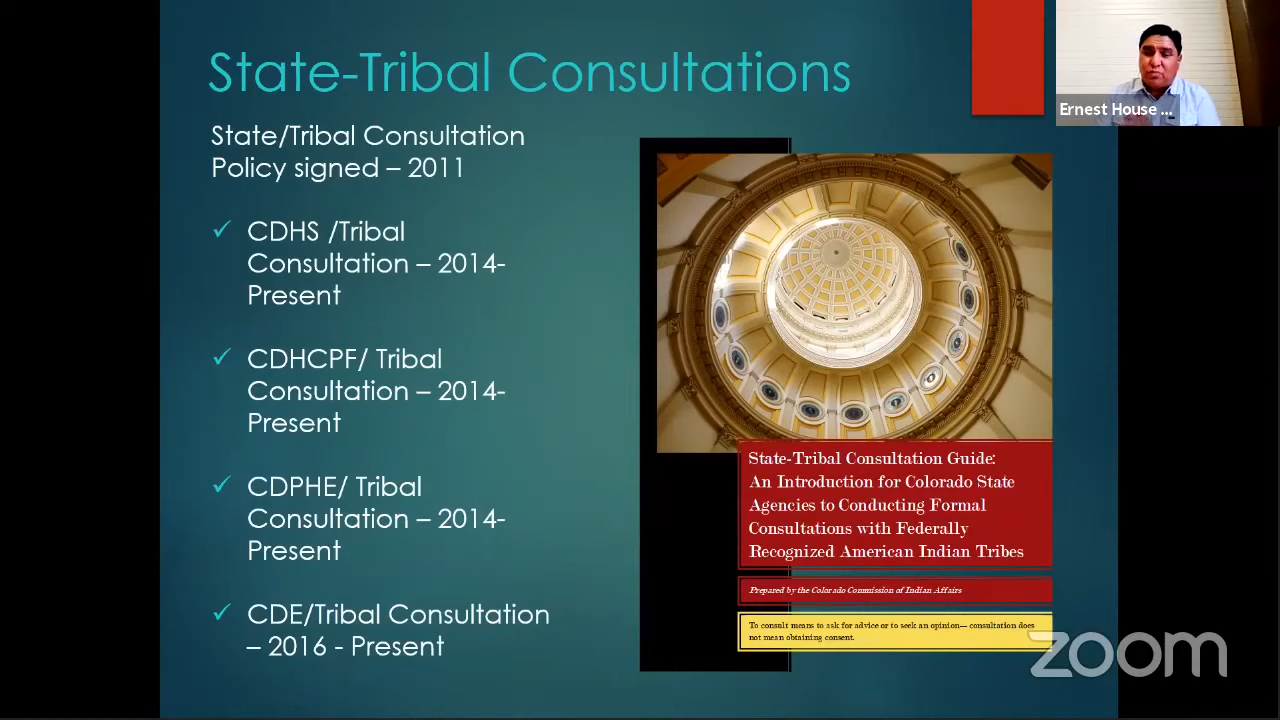 State-Tribal Consultations
Ernest House ...
State/Tribal Consultation
Policy signed – 2011
✓ CDHS /Tribal
Consultation – 2014-
Present
✓ CDHCPF/ Tribal
Consultation – 2014-
Present
✓ CDPHE/ Tribal
Consultation – 2014-
Present
✓ CDE/Tribal Consultation
– 2016 - Present
State-Tribal Consultation Guide:
An Introduction for Colorado State
Agencies to Conducting Formal
Consultations with Federally
Recognized American Indian Tribes
Prepared by the Colorado Commission of Indian Affairs
To consult means to ask for advice or to seek an opinion— consultation does
not mean obtaining consent.
zoom